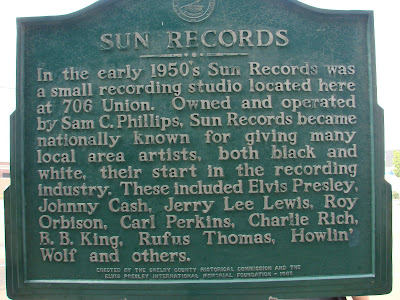 SUN RECORDS
In the early 1950's Sun Records was
a small recording studio located here
at 706 Union. Owned and operated
by Sam C. Phillips, Sun Records became
nationally known for giving many
local area artists, both black and
white, their start in the recording
industry. These included Elvis Presley,
Johnny Cash, Jerry Lee Lewis, Roy
Orbison, Carl Perkins, Charlie Rich,
B. B. King, Rufus Thomas, Howlin'
Wolf and others.
ERECTED BY THE SHELBY COUNTY HISTORICAL COMMISSION AND THE
ELVIS PRESLEY INTERNATIONAL MEMORIAL FOUNDATION -